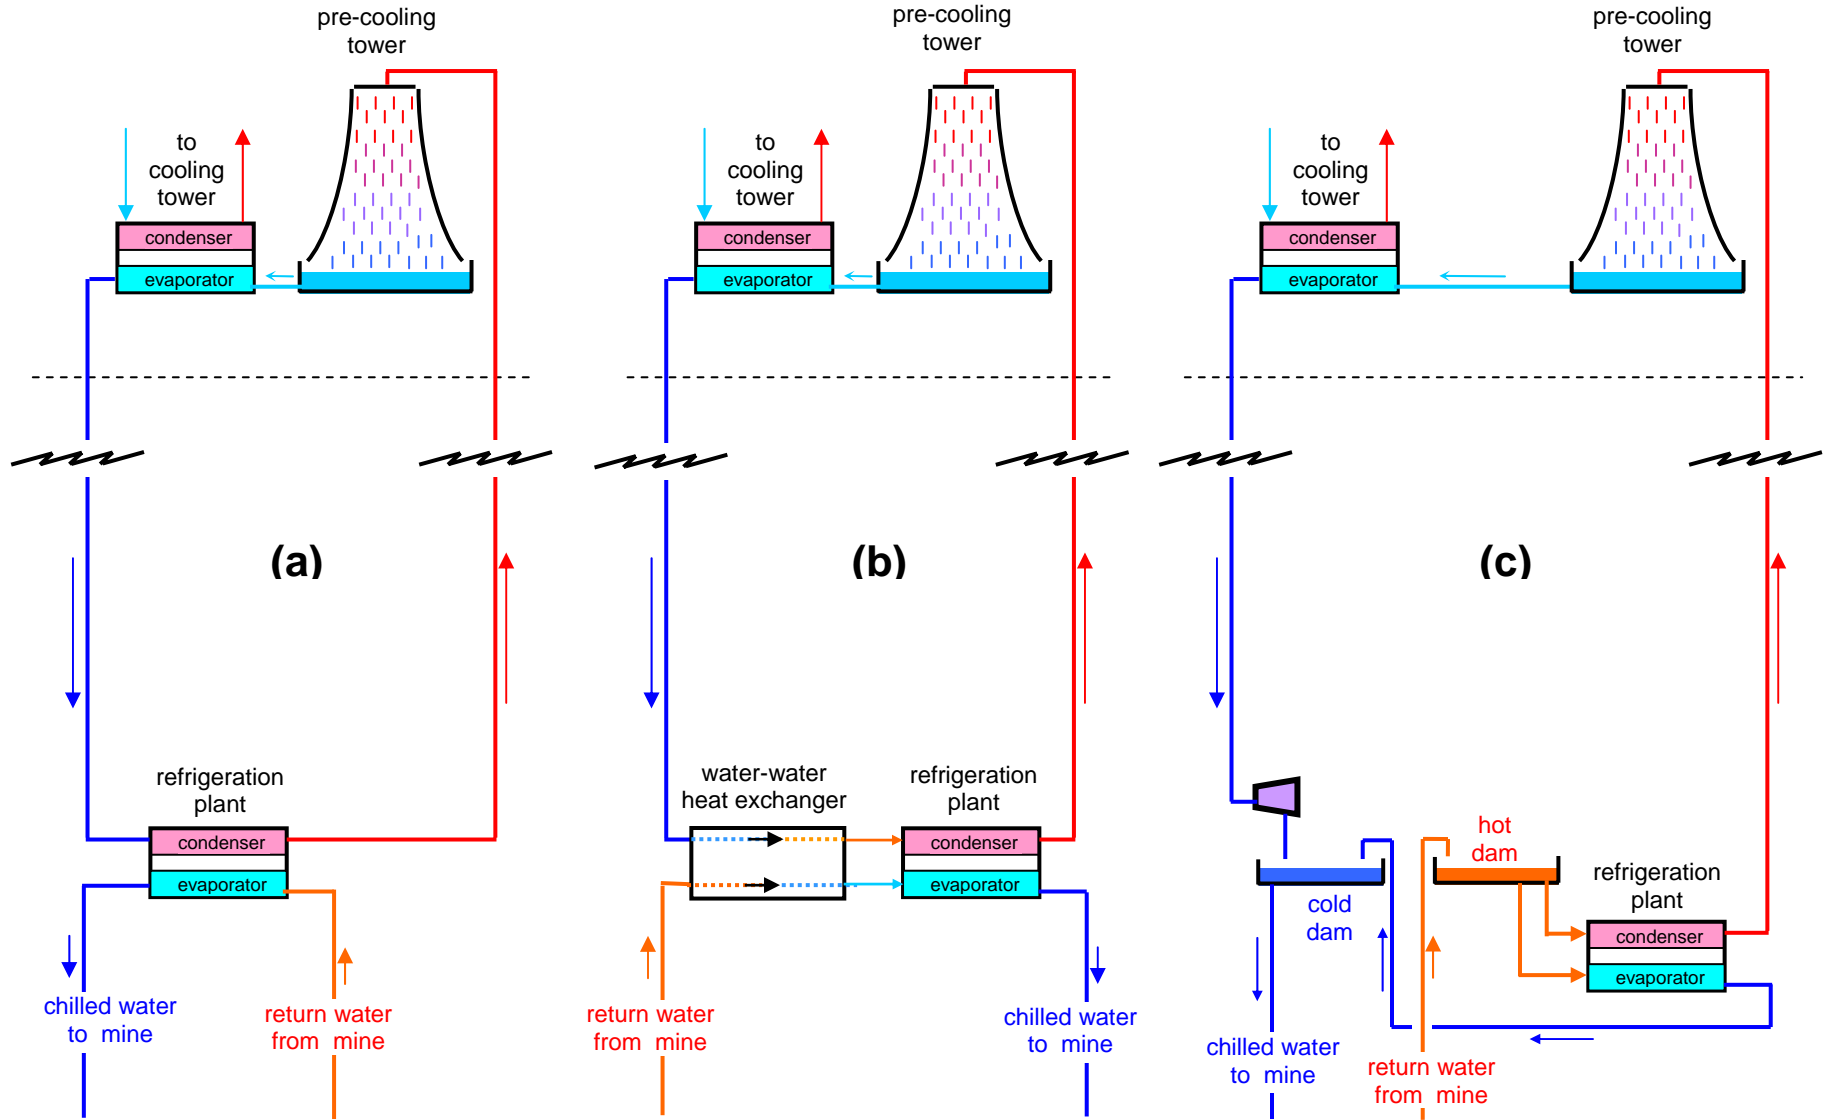 pre-cooling
tower
to
cooling
tower
condenser
evaporator
(a)
refrigeration
plant
condenser
evaporator
chilled water
to mine
return water
from mine
pre-cooling
tower
to
cooling
tower
condenser
evaporator
(b)
water-water
heat exchanger
refrigeration
plant
condenser
evaporator
return water
from mine
chilled water
to mine
pre-cooling
tower
to
cooling
tower
condenser
evaporator
(c)
hot
dam
cold
dam
refrigeration
plant
condenser
evaporator
chilled water
to mine
return water
from mine